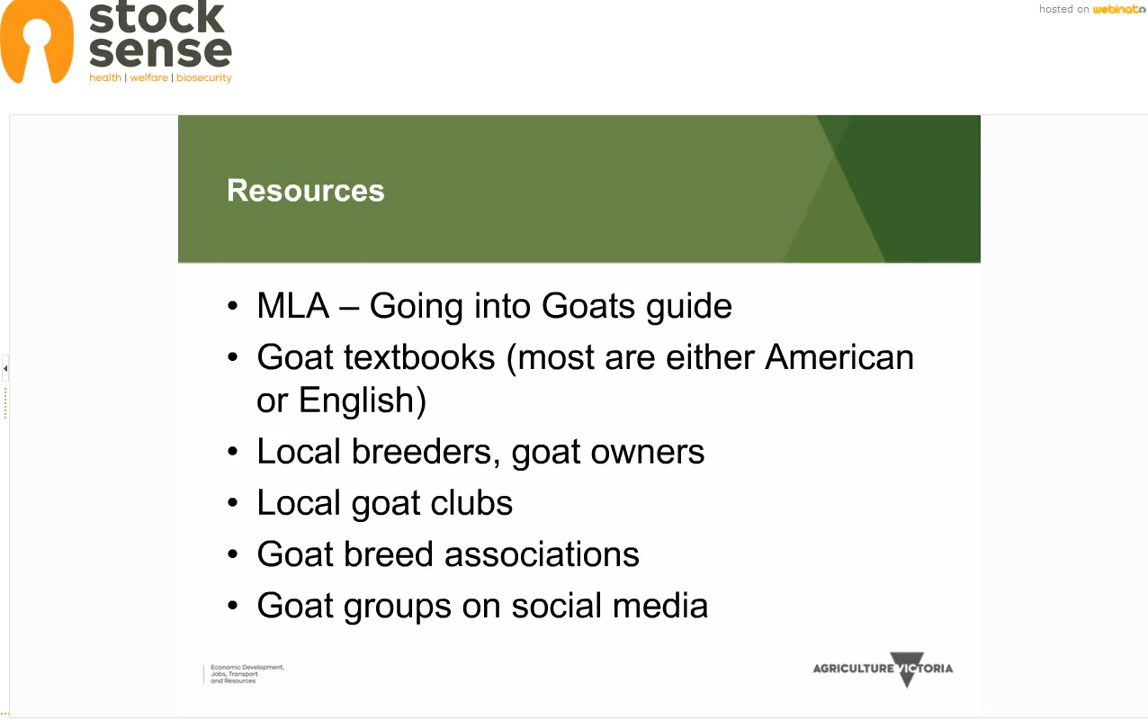 stock
sense
health | welfare | biosecurity
hosted on webinato
Resources
• MLA – Going into Goats guide
• Goat textbooks (most are either American
or English)
• Local breeders, goat owners
• Local goat clubs
• Goat breed associations
• Goat groups on social media
Economic Development,
Jobs, Transport
and Resources
AGRICULTURE VICTORIA